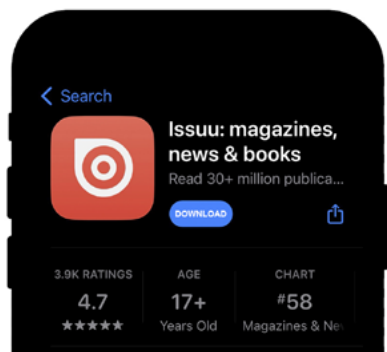 Search
Issuu: magazines,
news & books
Read 30+ million publica...
DOWNLOAD
3.9K RATINGS
AGE
CHART
4.7
17+
#58
Years Old
Magazines & Ne